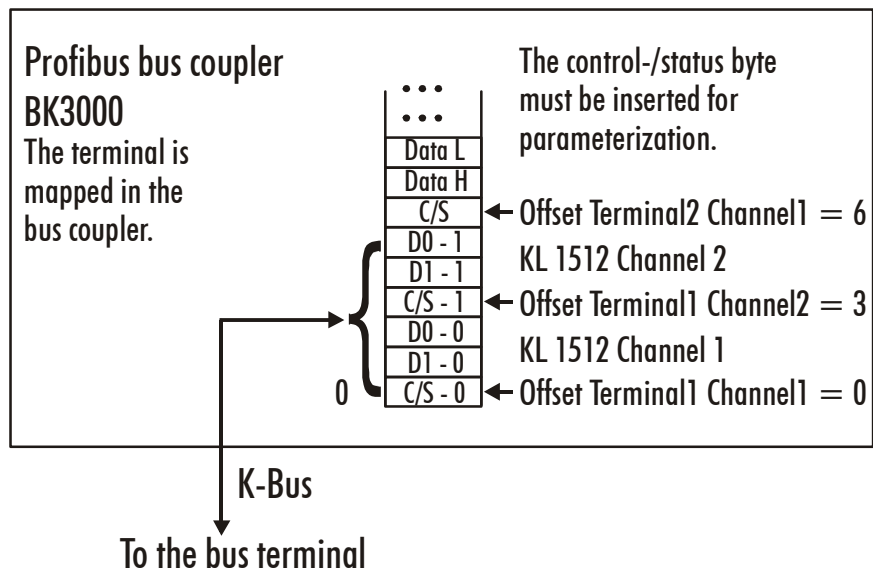 Profibus bus coupler
BK3000
The terminal is
mapped in the
bus coupler.
The control-/status byte
must be inserted for
parameterization.
Data L
Data H
C/S
Offset Terminal2 Channel1 = 6
D0 - 1
KL 1512 Channel 2
D1 - 1
C/S - 1
Offset Terminal1 Channel2 = 3
D0 - 0
KL 1512 Channel 1
D1 - 0
0
C/S - 0
Offset Terminal1 Channel1 = 0
K-Bus
To the bus terminal